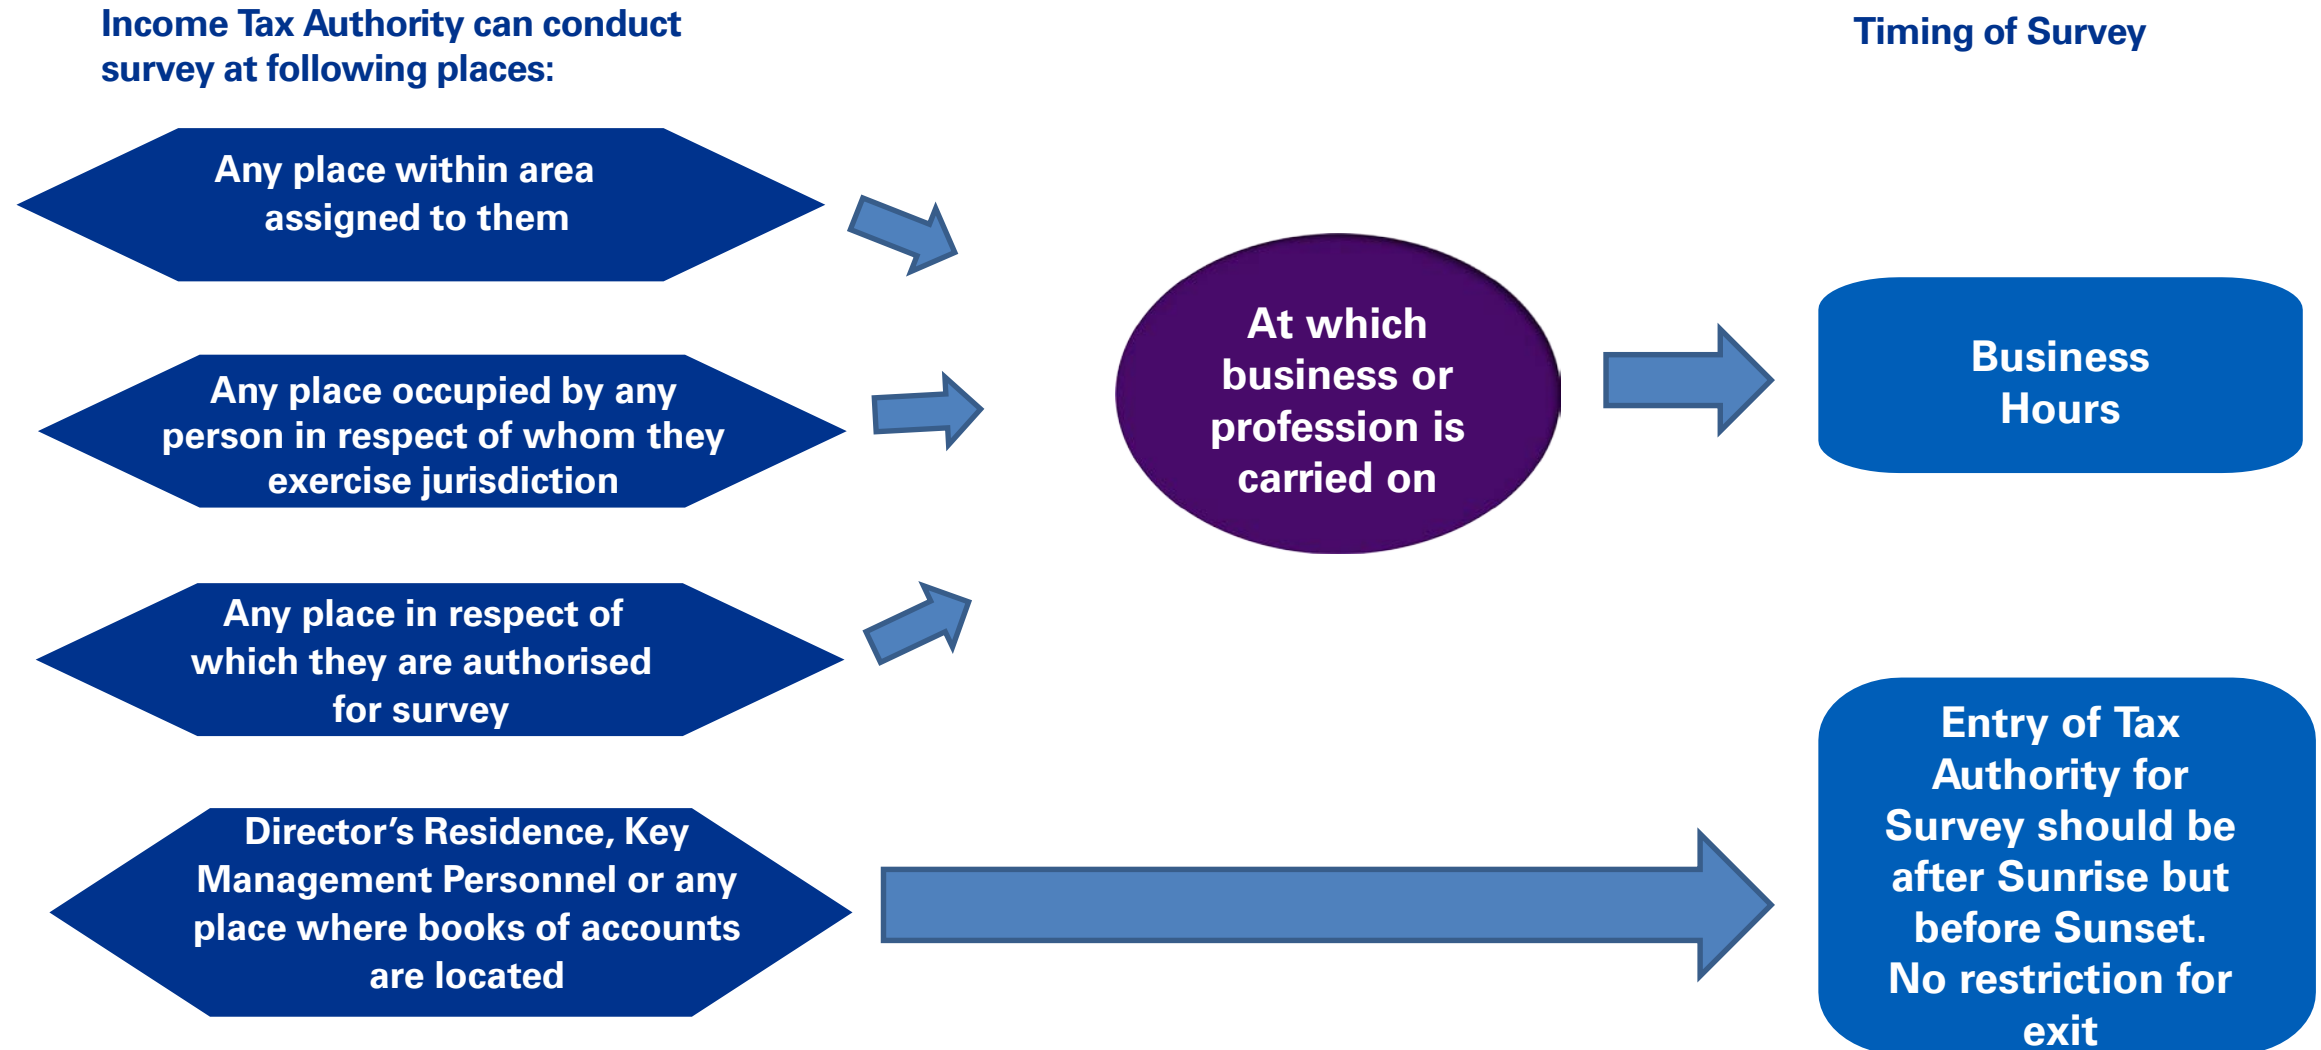 Income Tax Authority can conduct
survey at following places:
Timing of Survey
Any place within area
assigned to them
Any place occupied by any
person in respect of whom they
exercise jurisdiction
Any place in respect of
which they are authorised
for survey
At which
business or
profession is
carried on
Business
Hours
Director’s Residence, Key
Management Personnel or any
place where books of accounts
are located
Entry of Tax
Authority for
Survey should be
after Sunrise but
before Sunset.
No restriction for
exit